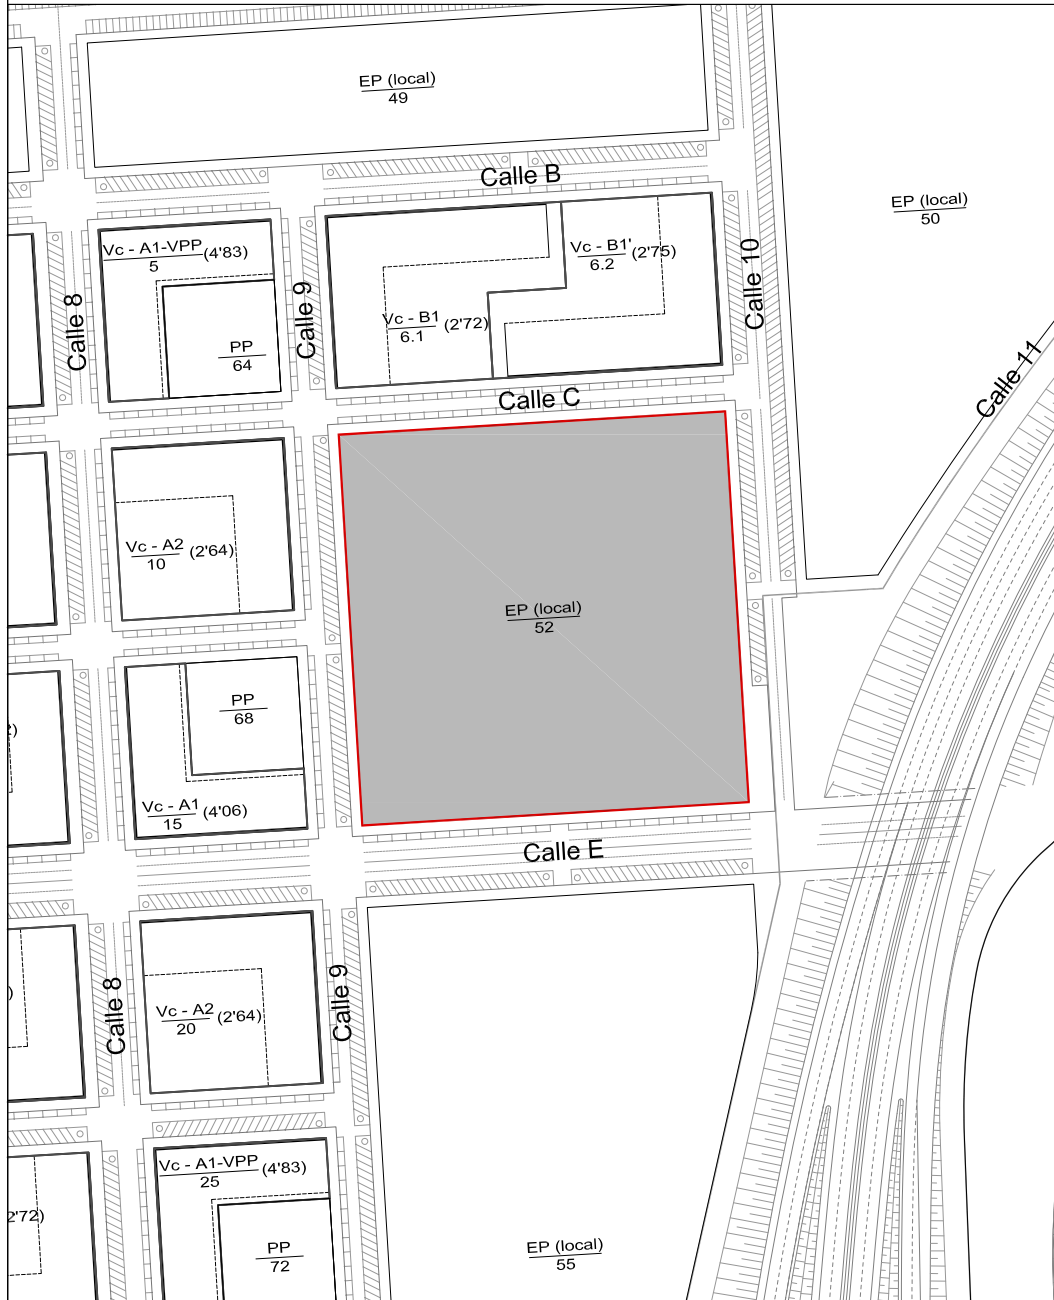 EP (local)
49
Calle B
EP (local)
50
Vc - A1-VPP (4'83)
5
Vc - B1' (2'75)
6.2
Calle 8
Calle 9
Calle 10
Vc - B1 (2'72)
6.1
PP
64
Calle 11
Calle C
Vc - A2 (2'64)
10
EP (local)
52
PP
68
Vc - A1 (4'06)
15
Calle E
Calle 8
Calle 9
Vc - A2 (2'64)
20
Vc - A1-VPP (4'83)
25
2'72)
PP
72
EP (local)
55